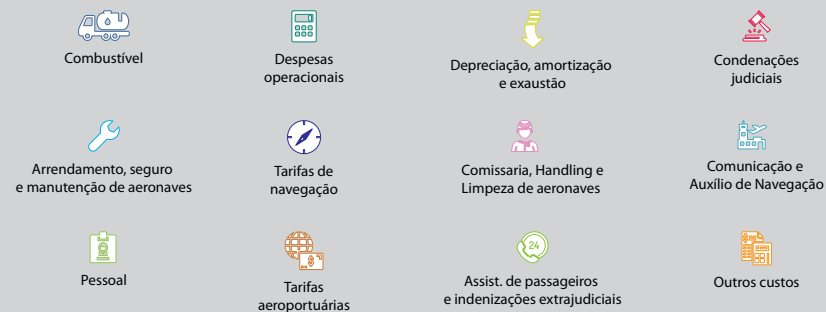 Combustível
Despesas
operacionais
Depreciação, amortização
e exaustão
Condenações
judiciais
Arrendamento, seguro
e manutenção de aeronaves
Tarifas de
navegação
Comissaria, Handling e
Limpeza de aeronaves
Comunicação e
Auxílio de Navegação
Pessoal
Tarifas
aeroportuárias
24
Assist. de passageiros
e indenizações extrajudiciais
Outros custos